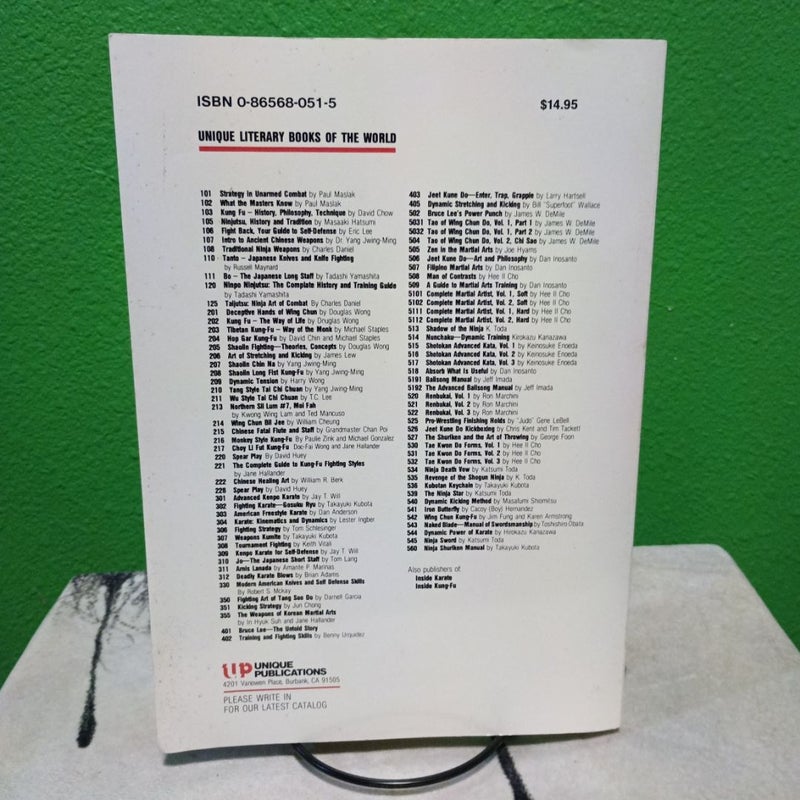 ISBN 0-86568-051-5
$14.95
UNIQUE LITERARY BOOKS OF THE WORLD
101 Strategy in Unarmed Combat by Paul Maslak
102 What the Masters Know by Paul Maslak
103 Kung Fu – History, Philosophy, Technique by David Chow
105 Ninjutsu, History and Tradition by Masaaki Hatsumi
106 Fight Back, Your Guide to Self-Defense by Eric Lee
107 Intro to Ancient Chinese Weapons by Dr. Yang Jwing-Ming
108 Traditional Ninja Weapons by Charles Daniel
110 Tanto – Japanese Knives and Knife Fighting
by Russell Maynard
111 Bo – The Japanese Long Staff by Tadashi Yamashita
120 Ninpo Ninjutsu: The Complete History and Training Guide
by Tadashi Yamashita
125 Taijutsu: Ninja Art of Combat By Charles Daniel
201 Deceptive Hands of Wing Chun by Douglas Wong
202 Kung Fu – The Way of Life by Druglas Wong
203 Tibetan Kung-Fu – Way of the Monk by Michael Staples
204 Hop Gar Kung-Fu by David Chin and Michael Staples
205 Shaolin Fighting–Theories, Concepts by Douglas Wong
206 Art of Stretching and Kicking by James Lew
207 Shaolin Chin Na by Yang Jwing-Ming
208 Shaolin Long Fist Kung-Fu by Yang Jwing-Ming
209 Dynamic Tension by Harry Wong
210 Yang Style Tai Chi Chuan by Yang Jwing-Ming
211 Wu Style Tai Chi Chuan by T.C. Lee
213 Northern Sil Lum #7, Moi Fah
by Kwong Wing Lam and Ted Mancuso
214 Wing Chun Bil Jee by William Cheung
215 Chinese Fatal Flute and Staff by Grandmaster Chan Poi
216 Monkey Style Kung-Fu By Paulie Zink and Michael Gonzalez
217 Choy Li Fut Kung-Fu Doc-Fai Wong and Jane Hallander
220 Spear Play by David Huey
221 The Complete Guide to Kung-Fu Fighting Styles
by Jane Hallander
222 Chinese Healing Art by William R. Berk
228 Spear Play by David Huey
301 Advanced Kenpo Karate by Jay T. Will
302 Fighting Karate–Gosoku Ryu by Takayuki Kubota
303 American Freestyle Karate by Dan Anderson
304 Karate: Kinematics and Dynamics by Lester Ingber
306 Fighting Strategy by Tom Schlesinger
307 Weapons Kumite by Takayuki Kubota
308 Tournament Fighting by Keith Vitali
309 Kenpo Karate for Self-Defense by Jay T. Will
310 Jo–The Japanese Short Staff by Tom Lang
311 Arnis Lanada by Amante P. Marinas
312 Deadly Karate Blows by Brian Adams
330 Modern American Knives and Self Defense Skills
By Robert S. McKay
350 Fighting Art of Tang Soo Do by Darnell Garcia
351 Kicking Strategy by Jun Chong
355 The Weapons of Korean Martial Arts
by In Hyuk Suh and Jane Hallander
401 Bruce Lee–The Untold Story
402 Training and Fighting Skills by Benny Urquidez
403 Jeet Kune Do–Enter, Trap, Grapple by Larry Hartsell
405 Dynamic Stretching and Kicking by Bill "Superfoot" Wallace
502 Bruce Lee's Power Punch by James W. DeMile
5031 Tao of Wing Chun Do, Vol. 1, Part 1 by James W. DeMile
5032 Tao of Wing Chun Do, Vol. 1, Part 2 by James W. DeMile
504 Tao of Wing Chun Do, Vol. 2, Chi Sao by James W. DeMile
505 Zen in the Martial Arts by Joe Hyams
506 Jeet Kune Do–Art and Philosophy by Dan Inosanto
507 Filipino Martial Arts by Dan Inosanto
508 Man of Contrasts by Hee Il Cho
509 A Guide to Martial Arts Training by Dan Inosanto
5101 Complete Martial Artist, Vol. 1, Soft by Hee Il Cho
5102 Complete Martial Artist, Vol. 2, Soft by Hee Il Cho
5111 Complete Martial Artist, Vol. 1, Hard by Hee Il Cho
5112 Complete Martial Artist, Vol. 2, Hard by Hee Il Cho
513 Shadow of the Ninja K. Toda
514 Nunchaku–Dynamic Training Kirokazu Kanazawa
515 Shotokan Advanced Kata, Vol. 1 by Keinosuke Enoeda
516 Shotokan Advanced Kata, Vol. 2 by Keinosuke Enoeda
517 Shotokan Advanced Kata, Vol. 3 by Keinosuke Enoeda
518 Absorb What Is Useful by Dan Inosanto
5191 Balisong Manual by Jeff Imada
5192 The Advanced Balisong Manual by Jeff Imada
520 Renbukai, Vol. 1 by Ron Marchini
521 Renbukai, Vol. 2 by Ron Marchini
522 Renbukai, Vol. 3 by Ron Marchini
525 Pro-Wrestling Finishing Holds by "Judo" Gene LeBell
526 Jeet Kune Do Kickboxing by Chris Kent and Tim Tackett
527 The Shuriken and the Art of Throwing by George Foon
530 Tae Kwon Do Forms, Vol. 1 by Hee Il Cho
531 Tae Kwon Do Forms, Vol. 2 by Hee Il Cho
532 Tae Kwon Do Forms, Vol. 3 by Hee Il Cho
534 Ninja Death Vow by Katsumi Toda
535 Revenge of the Shogun Ninja by K. Toda
536 Kubotan Keychain by Takayuki Kubota
539 The Ninja Star by Katsumi Toda
540 Dynamic Kicking Method by Masafumi Shiomitsu
541 Iron Butterfly by Cacoy (Boy) Hernandez
542 Wing Chun Kung-Fu by Jim Fung and Karen Armstrong
543 Naked Blade–Manual of Swordsmanship by Toshishiro Obata
544 Dynamic Power of Karate by Hirokazu Kanazawa
545 Ninja Sword by Katsumi Toda
560 Ninja Shuriken Manual by Takayuki Kubota
Also publishers of
Inside Karate
Inside Kung-Fu
UP UNIQUE
PUBLICATIONS
4201 Vanowen Place, Burbank, CA 91505
PLEASE WRITE IN
FOR OUR LATEST CATALOG